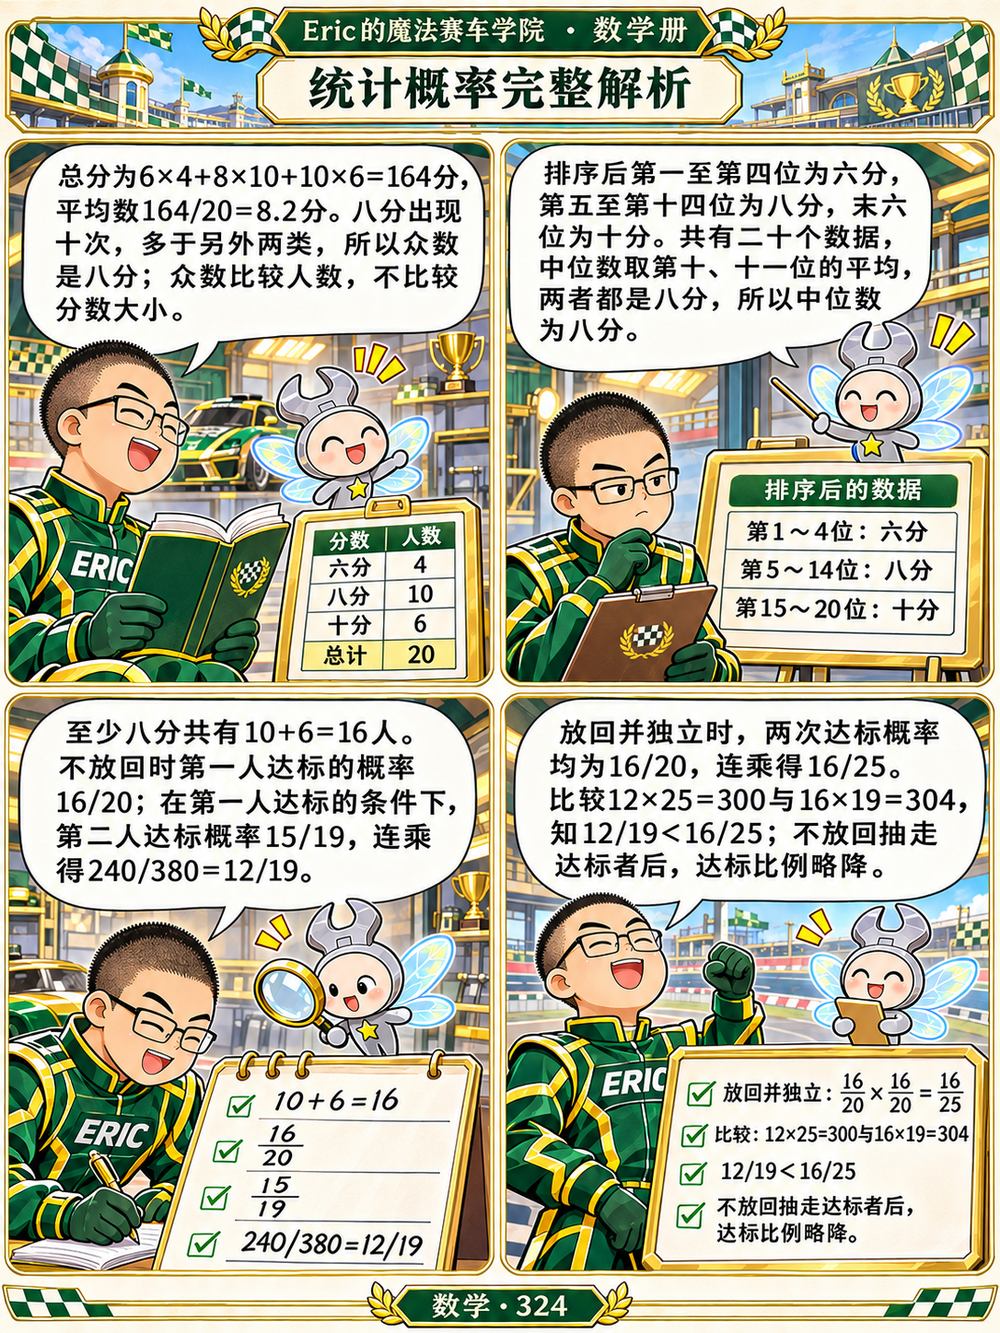 Eric的魔法赛车学院 · 数学册
统计概率完整解析
总分为6×4+8×10+10×6=164分，
平均数164/20=8.2分。八分出现
十次，多于另外两类，所以众数
是八分；众数比较人数，不比较
分数大小。
ERIC
分数 人数
六分 4
八分 10
十分 6
总计 20
排序后第一至第四位为六分，
第五至第十四位为八分，末六
位为十分。共有二十个数据，
中位数取第十、十一位的平均，
两者都是八分，所以中位数
为八分。
排序后的数据
第1～4位：六分
第5～14位：八分
第15～20位：十分
至少八分共有10+6=16人。
不放回时第一人达标的概率
16/20；在第一人达标的条件下，
第二人达标概率15/19，连乘
得240/380=12/19。
ERIC
10+6=16
16/20
15/19
240/380=12/19
放回并独立时，两次达标概率
均为16/20，连乘得16/25。
比较12×25=300与16×19=304，
知12/19<16/25；不放回抽走
达标者后，达标比例略降。
ERIC
放回并独立：16/20×16/20=16/25
比较：12×25=300与16×19=304
12/19<16/25
不放回抽走达标者后，
达标比例略降。
数学·324